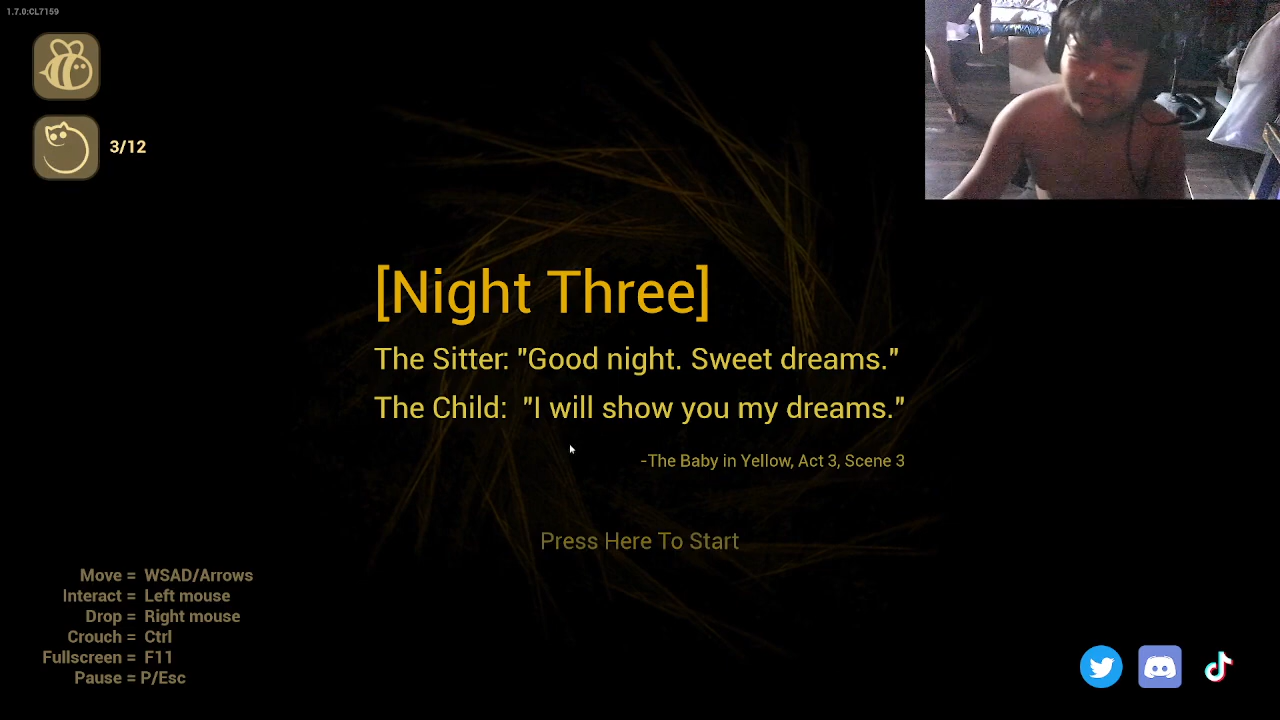 1.7.0:CL7159
3/12
[Night Three]
The Sitter: "Good night. Sweet dreams."
The Child: "I will show you my dreams."
-The Baby in Yellow, Act 3, Scene 3
Press Here To Start
Move = WSAD/Arrows
Interact = Left mouse
Drop = Right mouse
Crouch = Ctrl
Fullscreen = F11
Pause = P/Esc